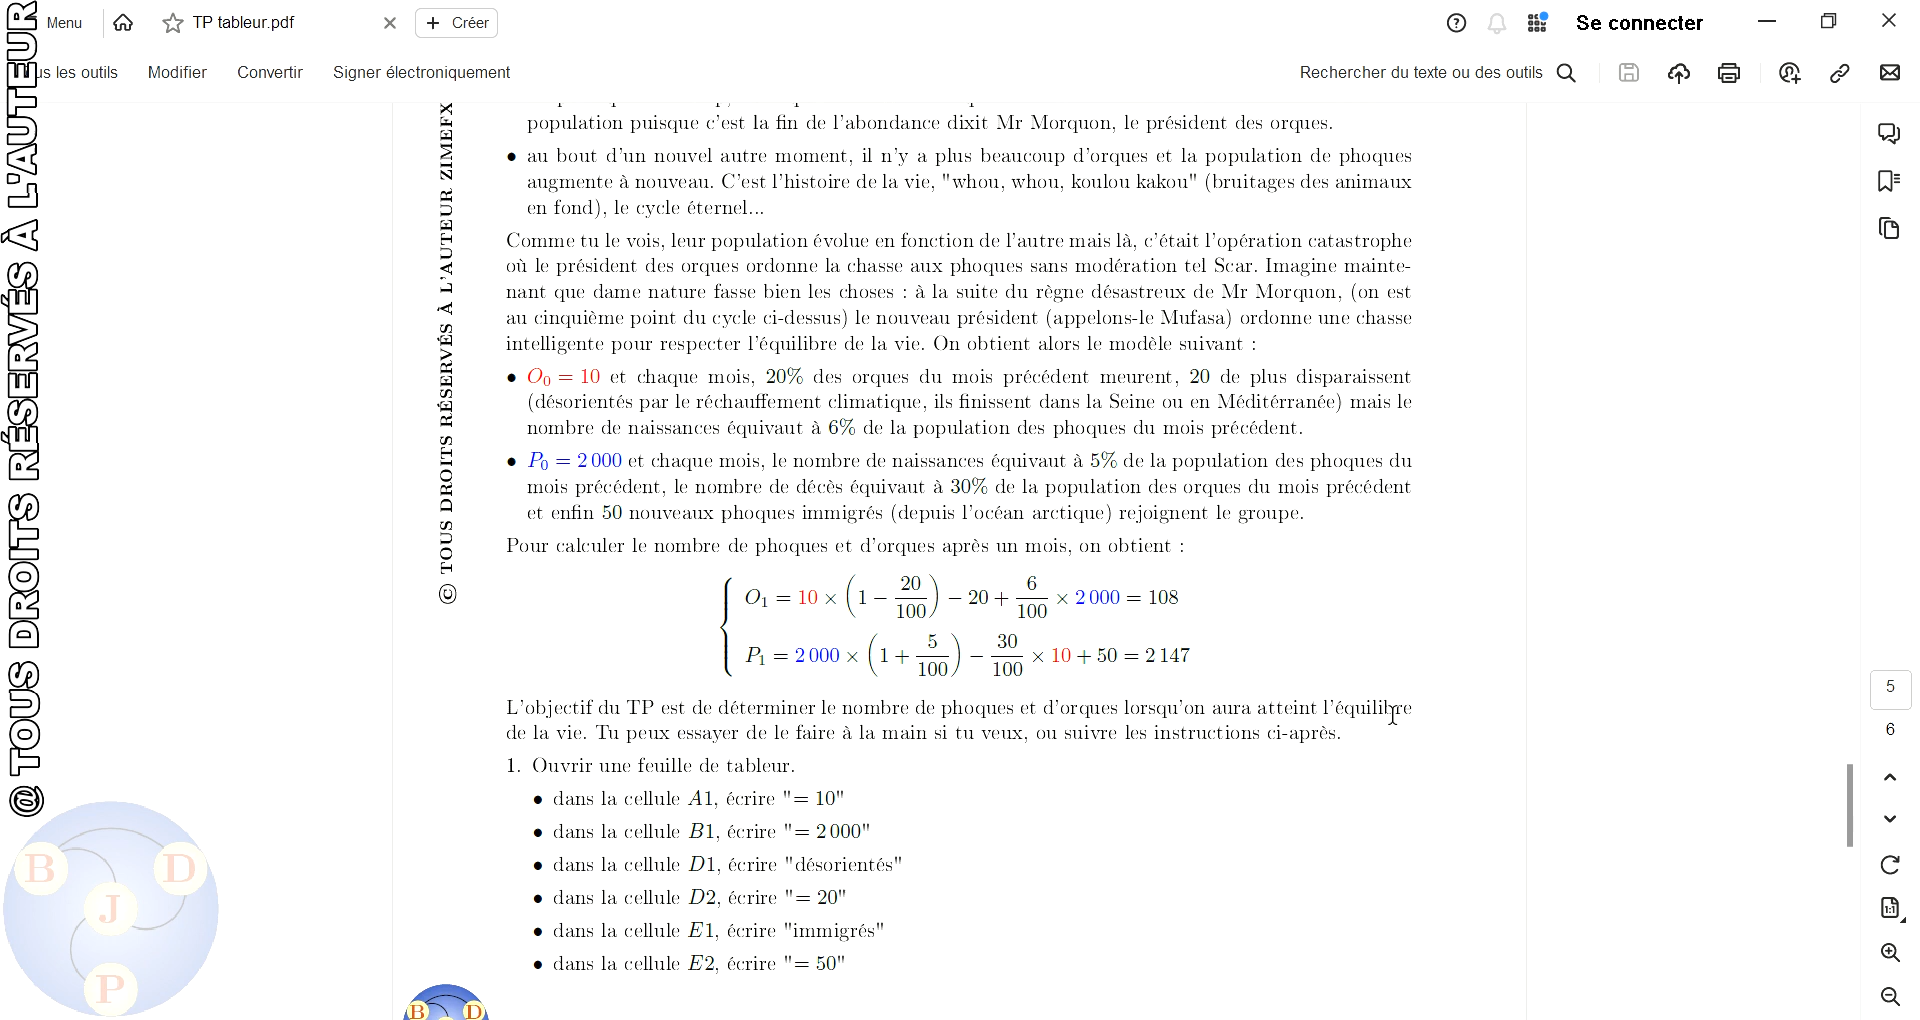 Menu
TP tableur.pdf
Créer
Se connecter
us les outils
Modifier
Convertir
Signer électroniquement
Rechercher du texte ou des outils
@ TOUS DROITS RÉSERVÉS À L'AUTEUR
© TOUS DROITS RÉSERVÉS À L'AUTEUR ZIMEFX
population puisque c'est la fin de l'abondance dixit Mr Morquon, le président des orques.
• au bout d'un nouvel autre moment, il n'y a plus beaucoup d'orques et la population de phoques
augmente à nouveau. C'est l'histoire de la vie, "whou, whou, koulou kakou" (bruitages des animaux
en fond), le cycle éternel...
Comme tu le vois, leur population évolue en fonction de l'autre mais là, c'était l'opération catastrophe
où le président des orques ordonne la chasse aux phoques sans modération tel Scar. Imagine mainte-
nant que dame nature fasse bien les choses : à la suite du règne désastreux de Mr Morquon, (on est
au cinquième point du cycle ci-dessus) le nouveau président (appelons-le Mufasa) ordonne une chasse
intelligente pour respecter l'équilibre de la vie. On obtient alors le modèle suivant :
• O₀ = 10 et chaque mois, 20% des orques du mois précédent meurent, 20 de plus disparaissent
(désorientés par le réchauffement climatique, ils finissent dans la Seine ou en Méditérranée) mais le
nombre de naissances équivaut à 6% de la population des phoques du mois précédent.
• P₀ = 2 000 et chaque mois, le nombre de naissances équivaut à 5% de la population des phoques du
mois précédent, le nombre de décès équivaut à 30% de la population des orques du mois précédent
et enfin 50 nouveaux phoques immigrés (depuis l'océan arctique) rejoignent le groupe.
Pour calculer le nombre de phoques et d'orques après un mois, on obtient :
O₁ = 10 × (1 − 20/100) − 20 + 6/100 × 2 000 = 108
P₁ = 2 000 × (1 + 5/100) − 30/100 × 10 + 50 = 2 147
L'objectif du TP est de déterminer le nombre de phoques et d'orques lorsqu'on aura atteint l'équilibre
de la vie. Tu peux essayer de le faire à la main si tu veux, ou suivre les instructions ci-après.
1. Ouvrir une feuille de tableur.
• dans la cellule A1, écrire "= 10"
• dans la cellule B1, écrire "= 2 000"
• dans la cellule D1, écrire "désorientés"
• dans la cellule D2, écrire "= 20"
• dans la cellule E1, écrire "immigrés"
• dans la cellule E2, écrire "= 50"
5
6
1:1
B
D
J
P
B
D